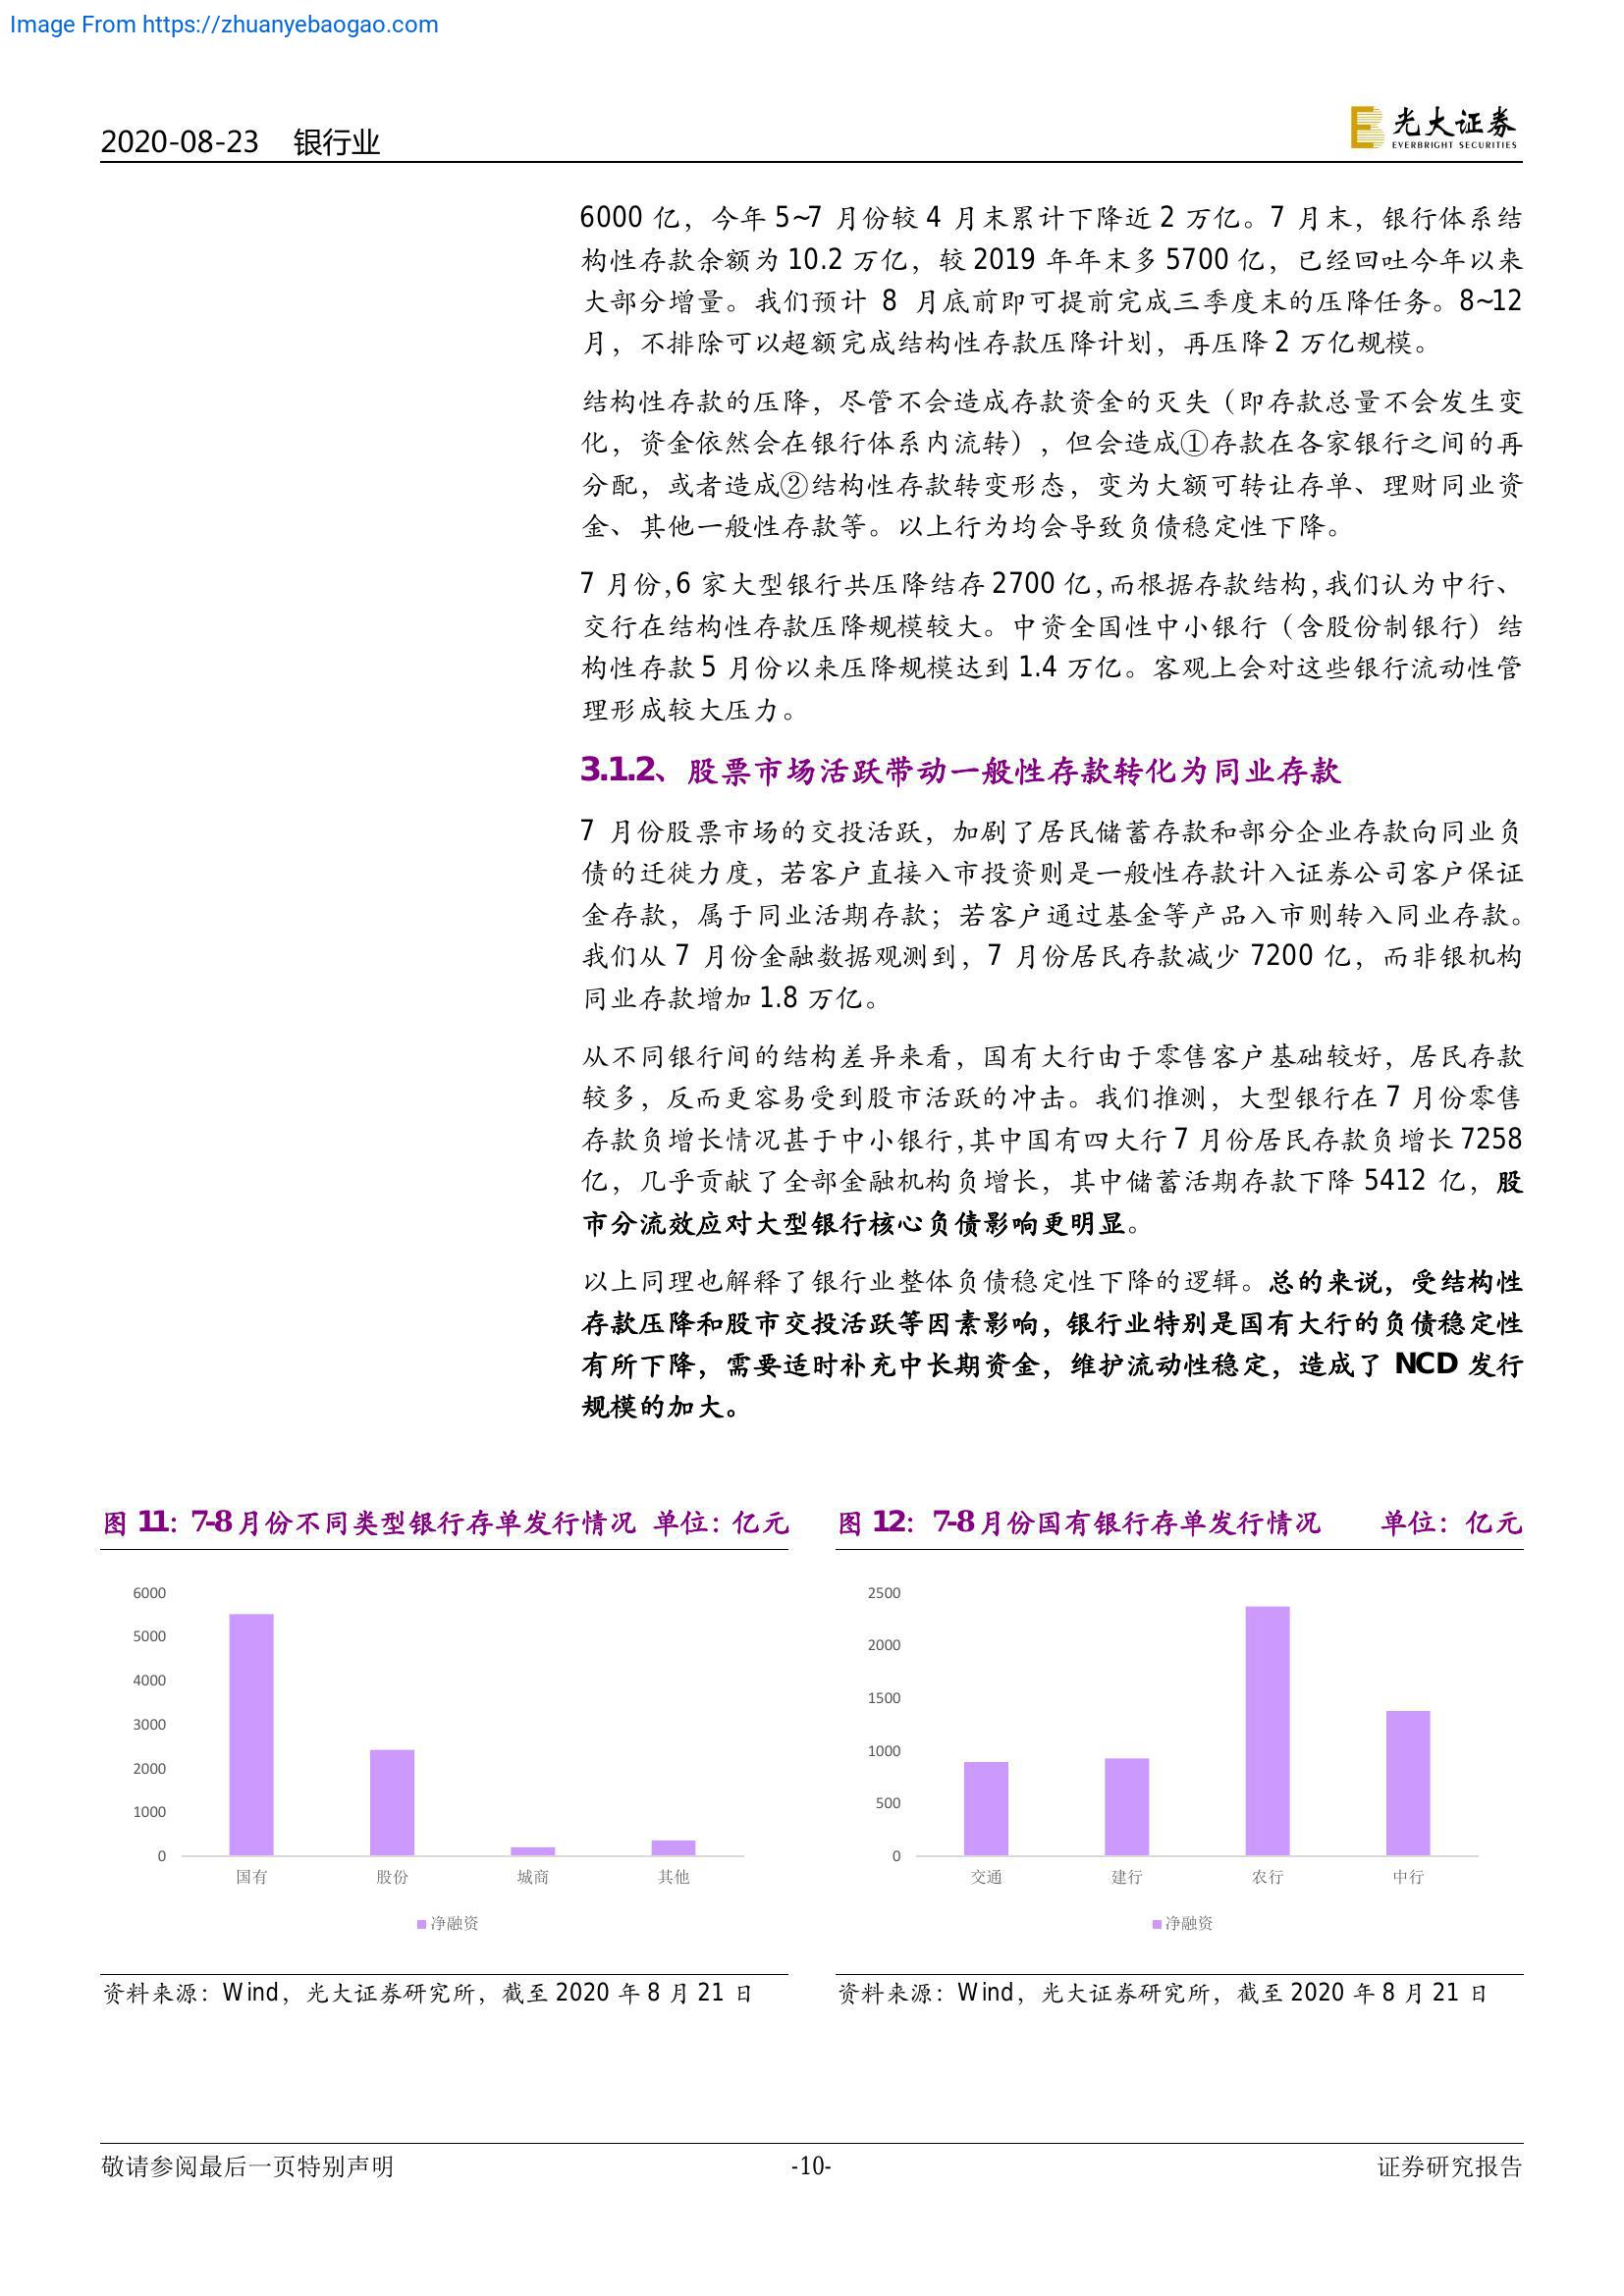 Image From https://zhuanyebaogao.com
2020-08-23 银行业
光大证券
EVERBRIGHT SECURITIES
6000 亿，今年 5~7 月份较 4 月末累计下降近 2 万亿。7 月末，银行体系结
构性存款余额为 10.2 万亿，较 2019 年年末多 5700 亿，已经回吐今年以来
大部分增量。我们预计 8 月底前即可提前完成三季度末的压降任务。8~12
月，不排除可以超额完成结构性存款压降计划，再压降 2 万亿规模。
结构性存款的压降，尽管不会造成存款资金的灭失（即存款总量不会发生变
化，资金依然会在银行体系内流转），但会造成①存款在各家银行之间的再
分配，或者造成②结构性存款转变形态，变为大额可转让存单、理财同业资
金、其他一般性存款等。以上行为均会导致负债稳定性下降。
7 月份，6 家大型银行共压降结存 2700 亿，而根据存款结构，我们认为中行、
交行在结构性存款压降规模较大。中资全国性中小银行（含股份制银行）结
构性存款 5 月份以来压降规模达到 1.4 万亿。客观上会对这些银行流动性管
理形成较大压力。
3.1.2、股票市场活跃带动一般性存款转化为同业存款
7 月份股票市场的交投活跃，加剧了居民储蓄存款和部分企业存款向同业负
债的迁徙力度，若客户直接入市投资则是一般性存款计入证券公司客户保证
金存款，属于同业活期存款；若客户通过基金等产品入市则转入同业存款。
我们从 7 月份金融数据观测到，7 月份居民存款减少 7200 亿，而非银机构
同业存款增加 1.8 万亿。
从不同银行间的结构差异来看，国有大行由于零售客户基础较好，居民存款
较多，反而更容易受到股市活跃的冲击。我们推测，大型银行在 7 月份零售
存款负增长情况甚于中小银行，其中国有四大行 7 月份居民存款负增长 7258
亿，几乎贡献了全部金融机构负增长，其中储蓄活期存款下降 5412 亿，股
市分流效应对大型银行核心负债影响更明显。
以上同理也解释了银行业整体负债稳定性下降的逻辑。总的来说，受结构性
存款压降和股市交投活跃等因素影响，银行业特别是国有大行的负债稳定性
有所下降，需要适时补充中长期资金，维护流动性稳定，造成了 NCD 发行
规模的加大。
图 11：7-8 月份不同类型银行存单发行情况 单位：亿元
6000
5000
4000
3000
2000
1000
0
国有 股份 城商 其他
净融资
资料来源：Wind，光大证券研究所，截至 2020 年 8 月 21 日
图 12：7-8 月份国有银行存单发行情况 单位：亿元
2500
2000
1500
1000
500
0
交通 建行 农行 中行
净融资
资料来源：Wind，光大证券研究所，截至 2020 年 8 月 21 日
敬请参阅最后一页特别声明 -10- 证券研究报告